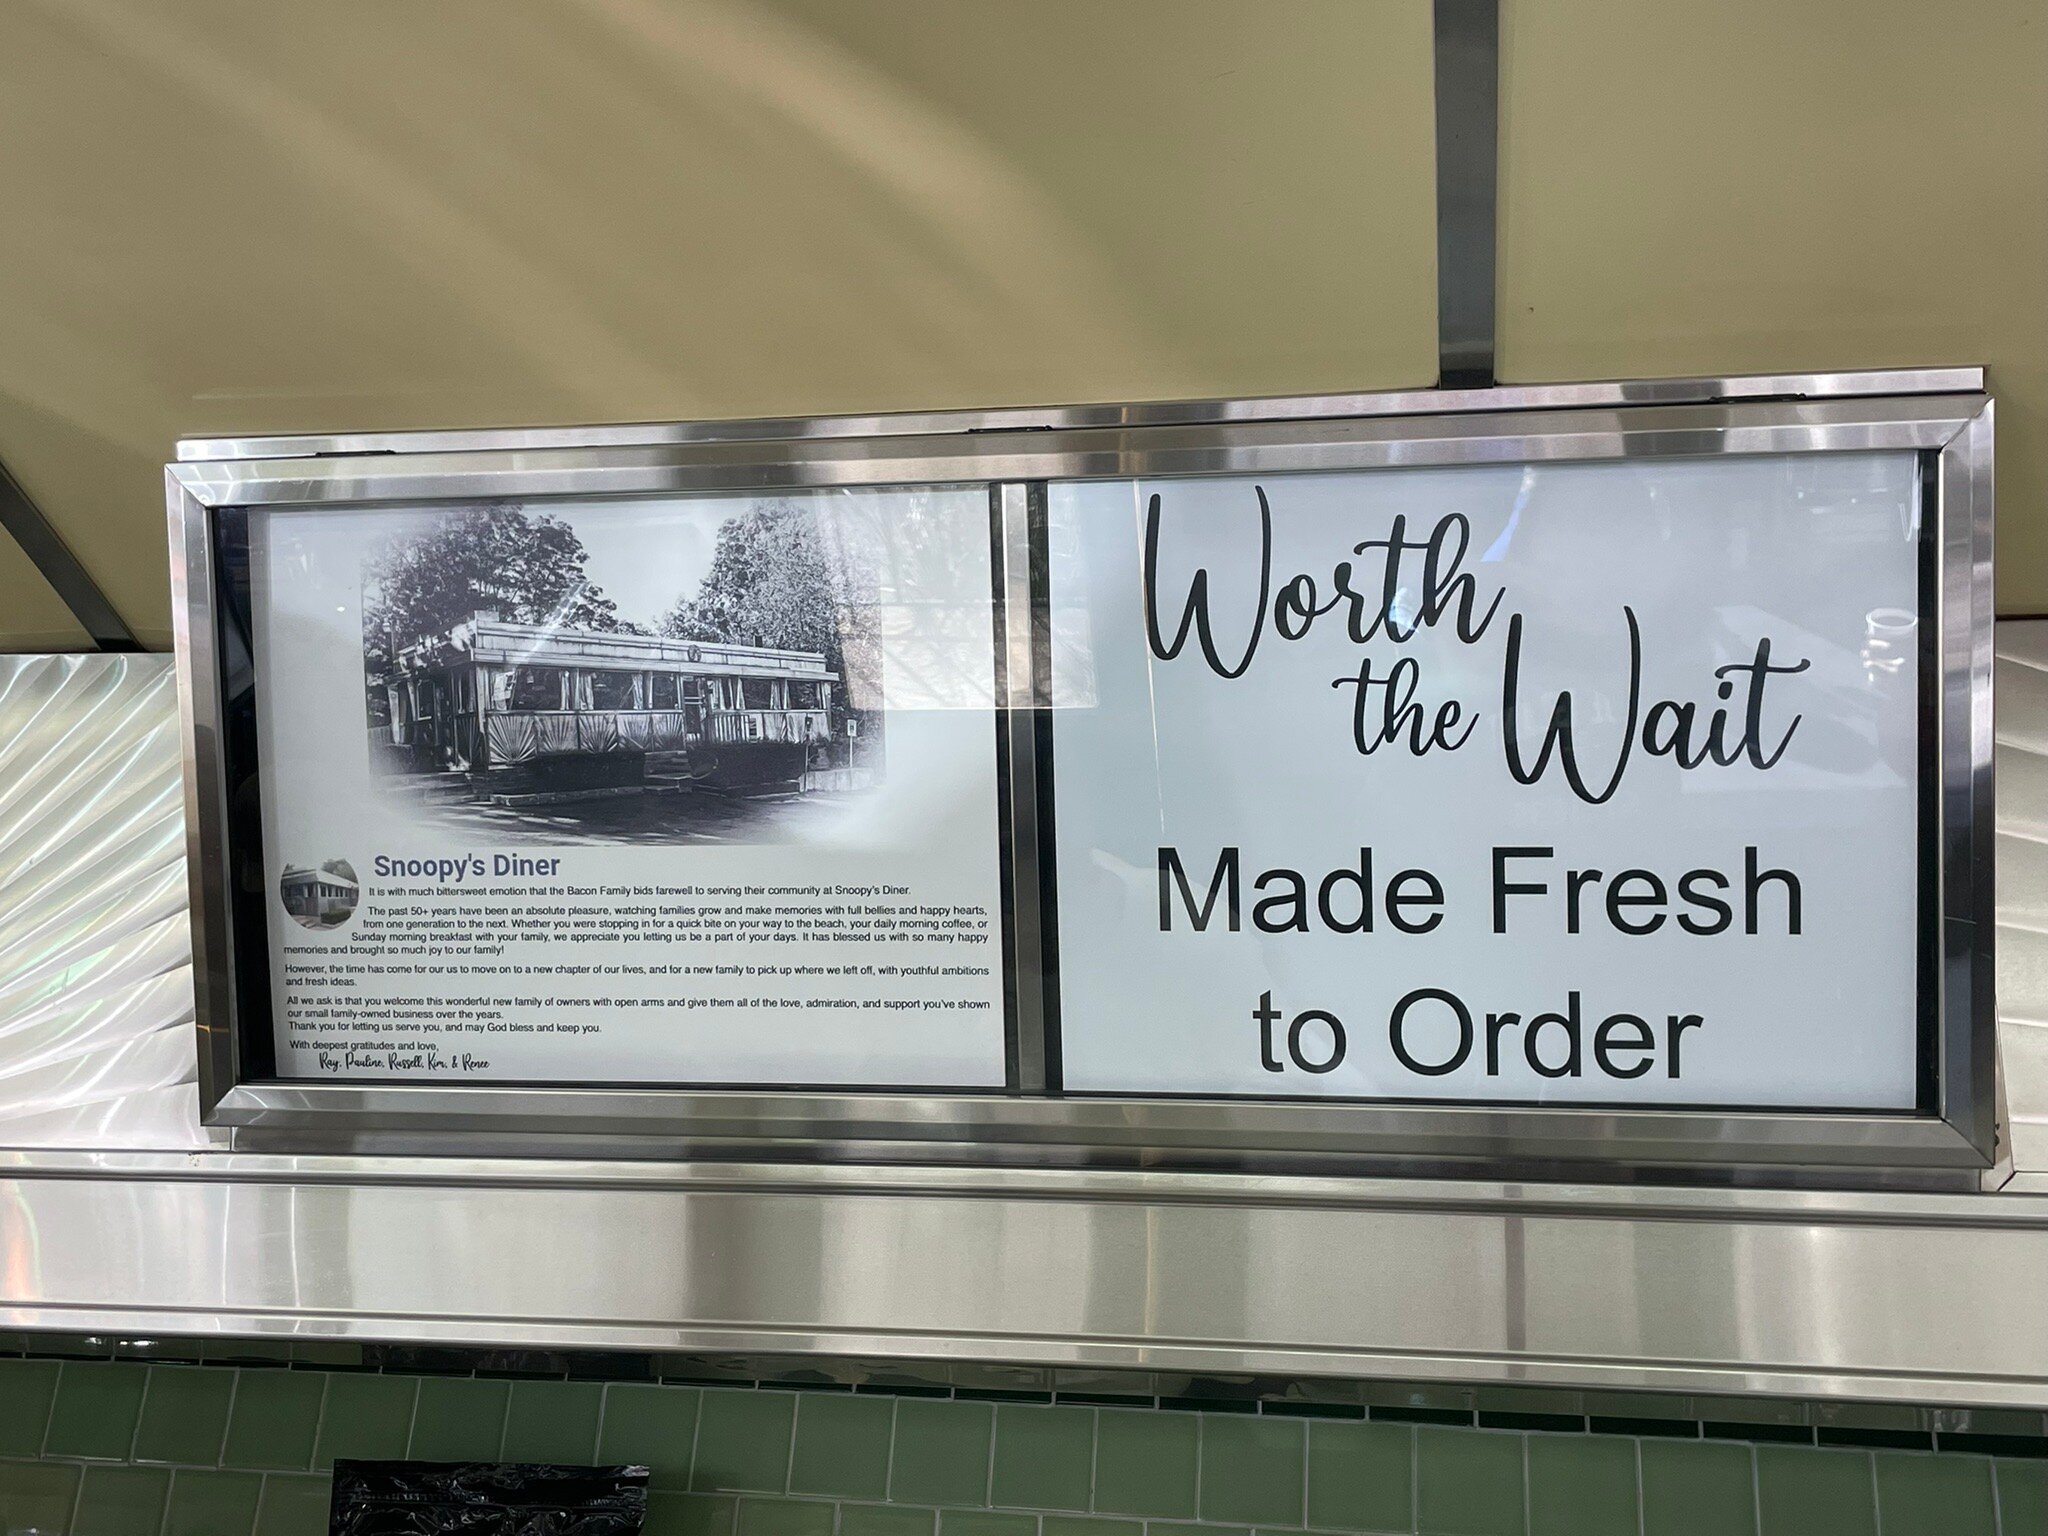 Snoopy's Diner
It is with much bittersweet emotion that the Bacon Family bids farewell to serving their community at Snoopy's Diner.
The past 50+ years have been an absolute pleasure, watching families grow and make memories with full bellies and happy hearts,
from one generation to the next. Whether you were stopping in for a quick bite on your way to the beach, your daily morning coffee, or
Sunday morning breakfast with your family, we appreciate you letting us be a part of your days. It has blessed us with so many happy
memories and brought so much joy to our family!
However, the time has come for our us to move on to a new chapter of our lives, and for a new family to pick up where we left off, with youthful ambitions
and fresh ideas.
All we ask is that you welcome this wonderful new family of owners with open arms and give them all of the love, admiration, and support you've shown
our small family-owned business over the years.
Thank you for letting us serve you, and may God bless and keep you.
With deepest gratitudes and love,
Ray, Pauline, Russell, Kim, & Renee
Worth
the Wait
Made Fresh
to Order